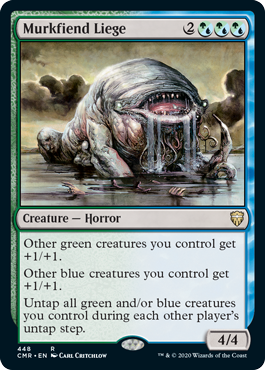 Murkfiend Liege 2
Creature — Horror
Other green creatures you control get
+1/+1.
Other blue creatures you control get
+1/+1.
Untap all green and/or blue creatures
you control during each other player's
untap step.
4/4
448 R
CMR • EN CARL CRITCHLOW
™ & © 2020 Wizards of the Coast